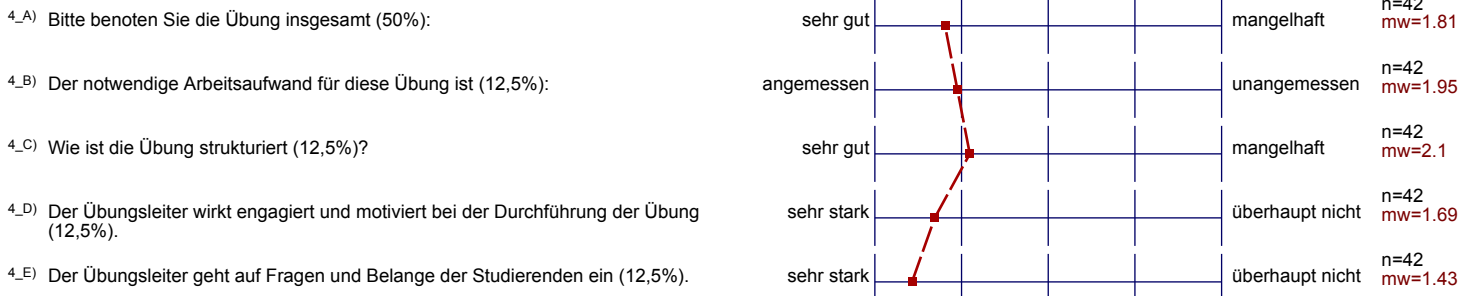 4_A) Bitte benoten Sie die Übung insgesamt (50%): sehr gut mangelhaft n=42
mw=1.81
4_B) Der notwendige Arbeitsaufwand für diese Übung ist (12,5%): angemessen unangemessen n=42
mw=1.95
4_C) Wie ist die Übung strukturiert (12,5%)? sehr gut mangelhaft n=42
mw=2.1
4_D) Der Übungsleiter wirkt engagiert und motiviert bei der Durchführung der Übung
(12,5%). sehr stark überhaupt nicht n=42
mw=1.69
4_E) Der Übungsleiter geht auf Fragen und Belange der Studierenden ein (12,5%). sehr stark überhaupt nicht n=42
mw=1.43